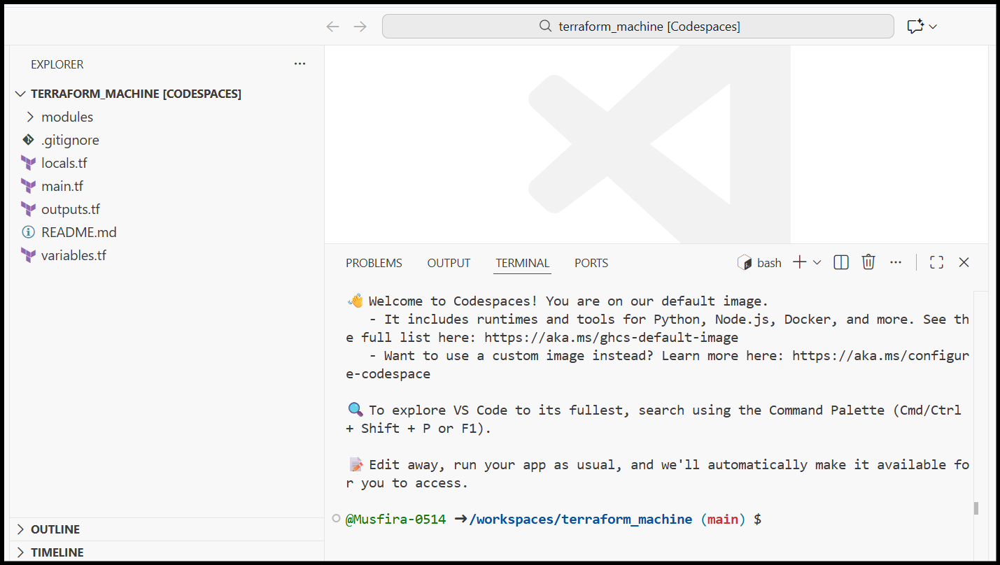 terraform_machine [Codespaces]
EXPLORER
TERRAFORM_MACHINE [CODESPACES]
modules
.gitignore
locals.tf
main.tf
outputs.tf
README.md
variables.tf
OUTLINE
TIMELINE
PROBLEMS OUTPUT TERMINAL PORTS bash
👋 Welcome to Codespaces! You are on our default image.
- It includes runtimes and tools for Python, Node.js, Docker, and more. See th
e full list here: https://aka.ms/ghcs-default-image
- Want to use a custom image instead? Learn more here: https://aka.ms/configur
e-codespace
🔍 To explore VS Code to its fullest, search using the Command Palette (Cmd/Ctrl
+ Shift + P or F1).
📝 Edit away, run your app as usual, and we'll automatically make it available fo
r you to access.
@Musfira-0514 ➜/workspaces/terraform_machine (main) $